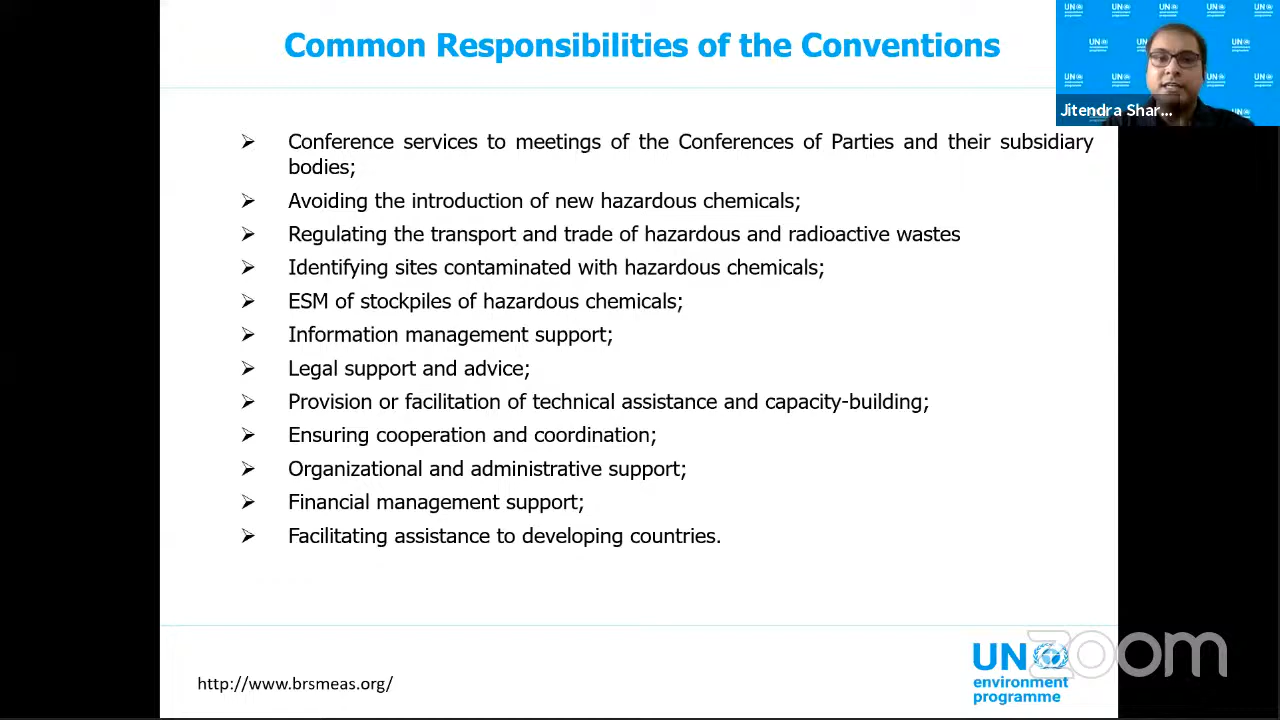 Common Responsibilities of the Conventions
Jitendra Shar...
➢ Conference services to meetings of the Conferences of Parties and their subsidiary
bodies;
➢ Avoiding the introduction of new hazardous chemicals;
➢ Regulating the transport and trade of hazardous and radioactive wastes
➢ Identifying sites contaminated with hazardous chemicals;
➢ ESM of stockpiles of hazardous chemicals;
➢ Information management support;
➢ Legal support and advice;
➢ Provision or facilitation of technical assistance and capacity-building;
➢ Ensuring cooperation and coordination;
➢ Organizational and administrative support;
➢ Financial management support;
➢ Facilitating assistance to developing countries.
UN
environment
programme
zoom
http://www.brsmeas.org/